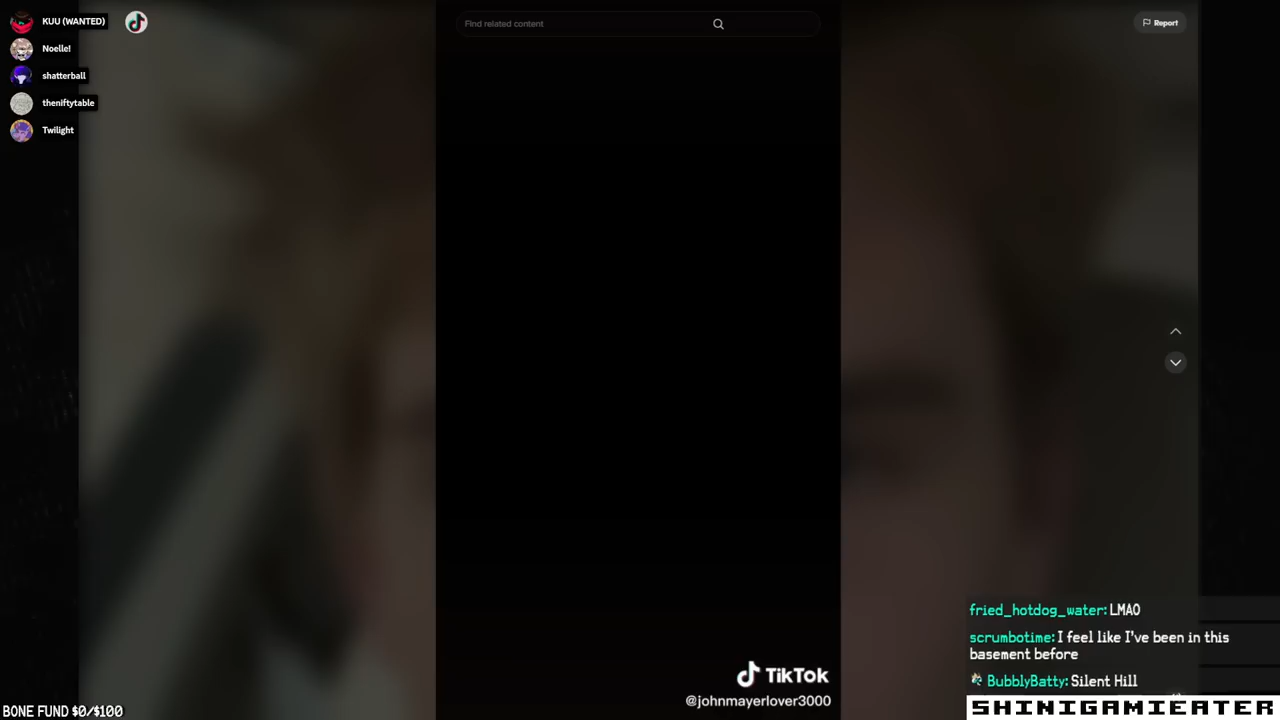 KUU (WANTED)
Noelle!
shatterball
theniftytable
Twilight
Find related content
Report
TikTok
@johnmayerlover3000
fried_hotdog_water: LMAO
scrumbotime: I feel like I've been in this
basement before
BubblyBatty: Silent Hill
BONE FUND $0/$100
SHINIGAMIEATER